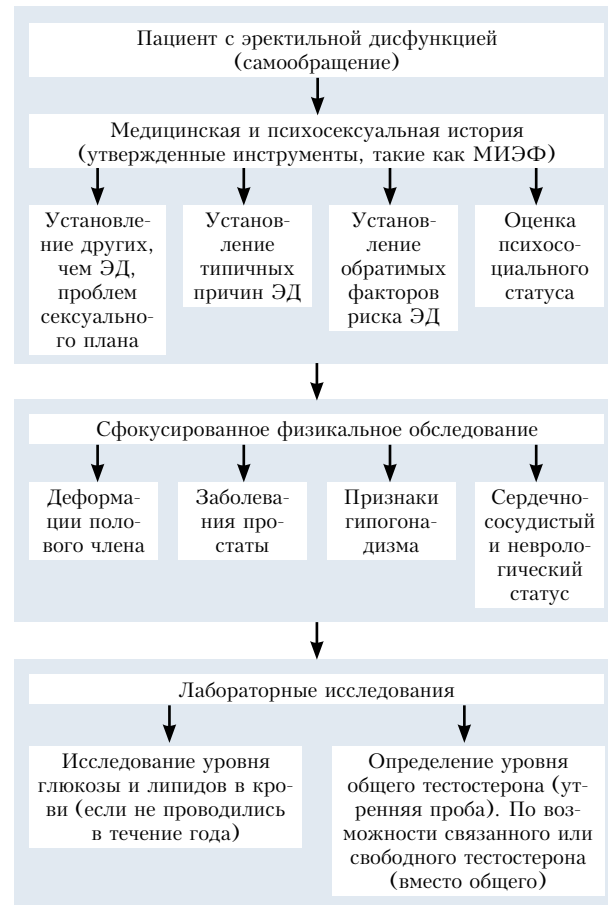 Пациент с эректильной дисфункцией
(самообращение)
Медицинская и психосексуальная история
(утвержденные инструменты, такие как МИЭФ)
Установле-
ние других,
чем ЭД,
проблем
сексуально-
го плана
Установ-
ление
типичных
причин ЭД
Установ-
ление
обратимых
факторов
риска ЭД
Оценка
психосо-
циального
статуса
Сфокусированное физикальное обследование
Деформа-
ции поло-
вого члена
Заболева-
ния про-
статы
Признаки
гипогона-
дизма
Сердечно-
сосудистый
и невроло-
гический
статус
Лабораторные исследования
Исследование уровня
глюкозы и липидов в кро-
ви (если не проводились
в течение года)
Определение уровня
общего тестостерона (ут-
ренняя проба). По воз-
можности связанного или
свободного тестостерона
(вместо общего)